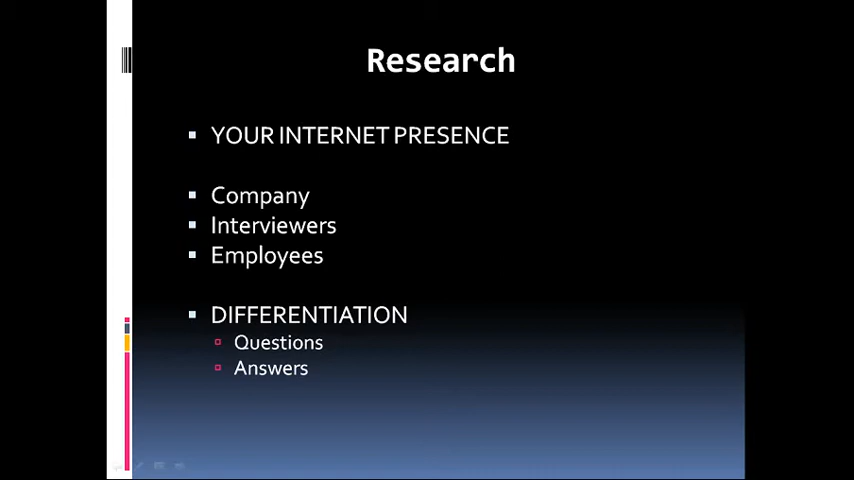 Research
YOUR INTERNET PRESENCE
Company
Interviewers
Employees
DIFFERENTIATION
Questions
Answers